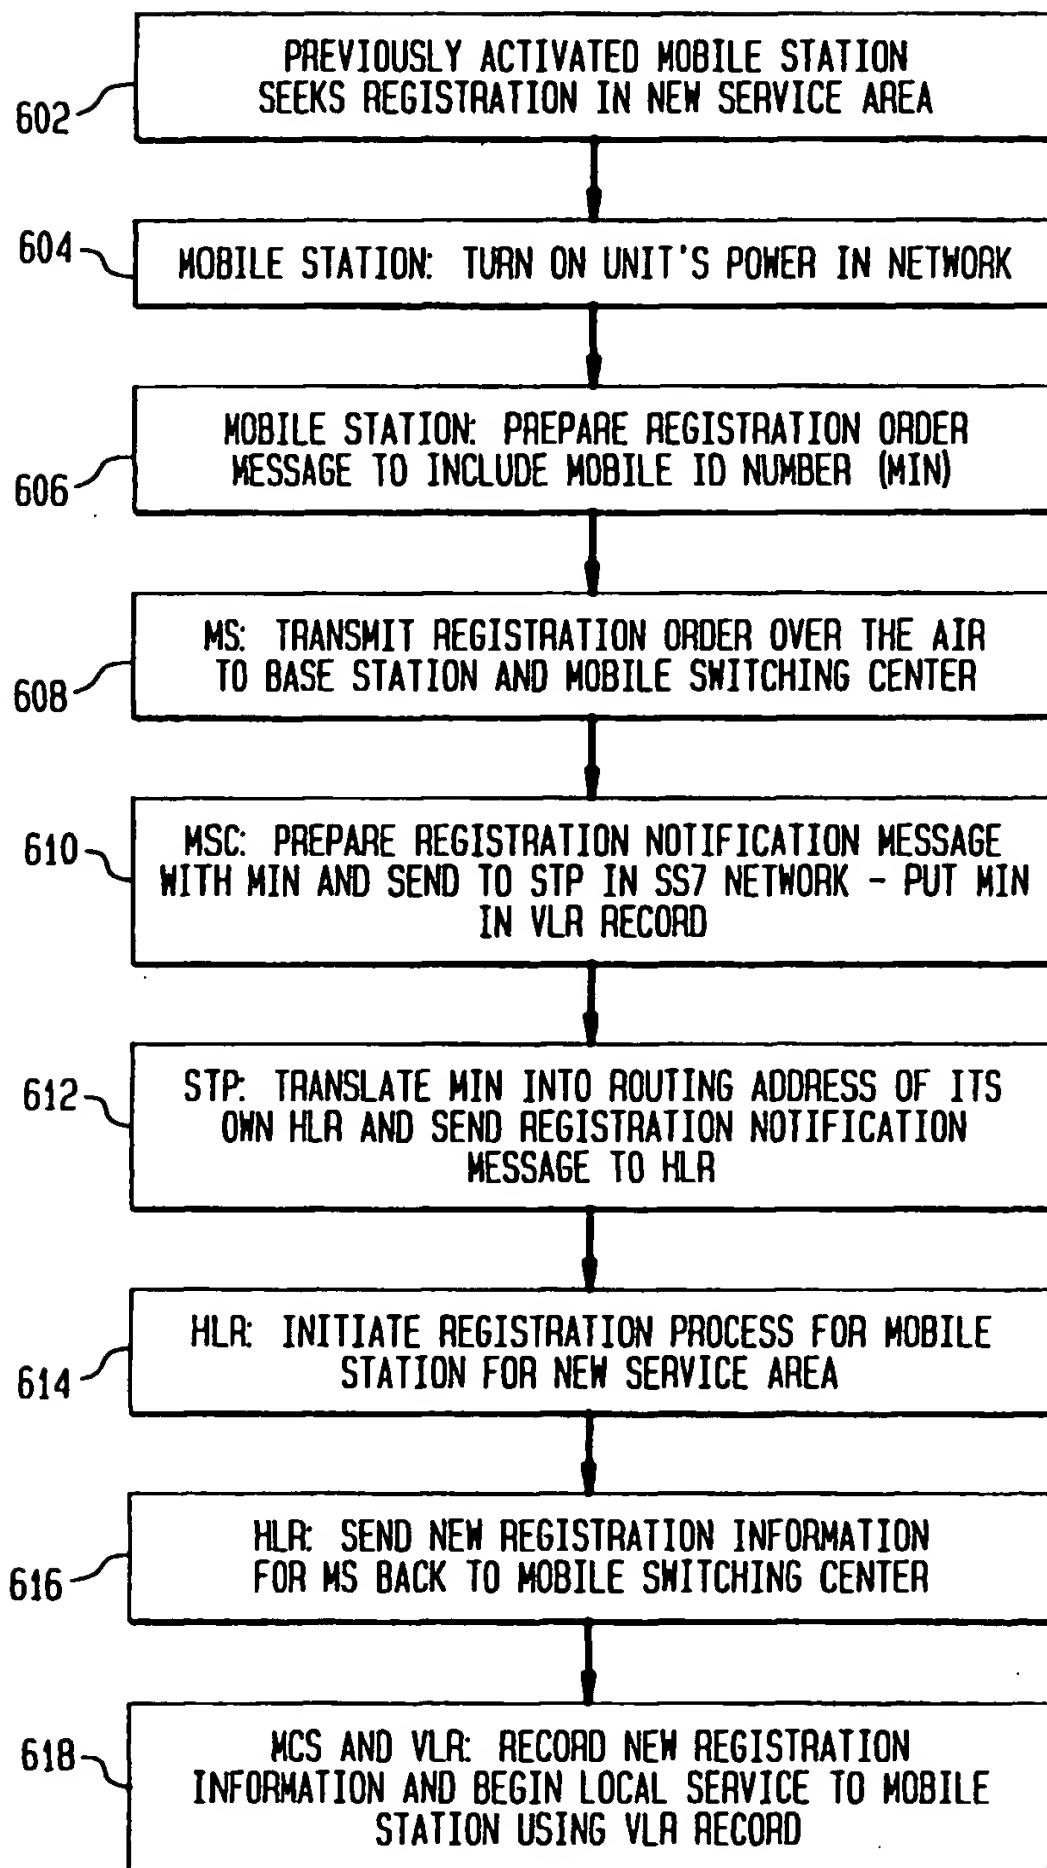 PREVIOUSLY ACTIVATED MOBILE STATION
SEEKS REGISTRATION IN NEW SERVICE AREA
602
604
MOBILE STATION: TURN ON UNIT'S POWER IN NETWORK
MOBILE STATION: PREPARE REGISTRATION ORDER
MESSAGE TO INCLUDE MOBILE ID NUMBER (MIN)
606
MS: TRANSMIT REGISTRATION ORDER OVER THE AIR
TO BASE STATION AND MOBILE SWITCHING CENTER
608
610
MSC: PREPARE REGISTRATION NOTIFICATION MESSAGE
WITH MIN AND SEND TO STP IN SS7 NETWORK - PUT MIN
IN VLR RECORD
612
STP: TRANSLATE MIN INTO ROUTING ADDRESS OF ITS
OWN HLR AND SEND REGISTRATION NOTIFICATION
MESSAGE TO HLR
HLR: INITIATE REGISTRATION PROCESS FOR MOBILE
STATION FOR NEW SERVICE AREA
614
HLR: SEND NEW REGISTRATION INFORMATION
FOR MS BACK TO MOBILE SWITCHING CENTER
616
618
MCS AND VLR: RECORD NEW REGISTRATION
INFORMATION AND BEGIN LOCAL SERVICE TO MOBILE
STATION USING VLR RECORD